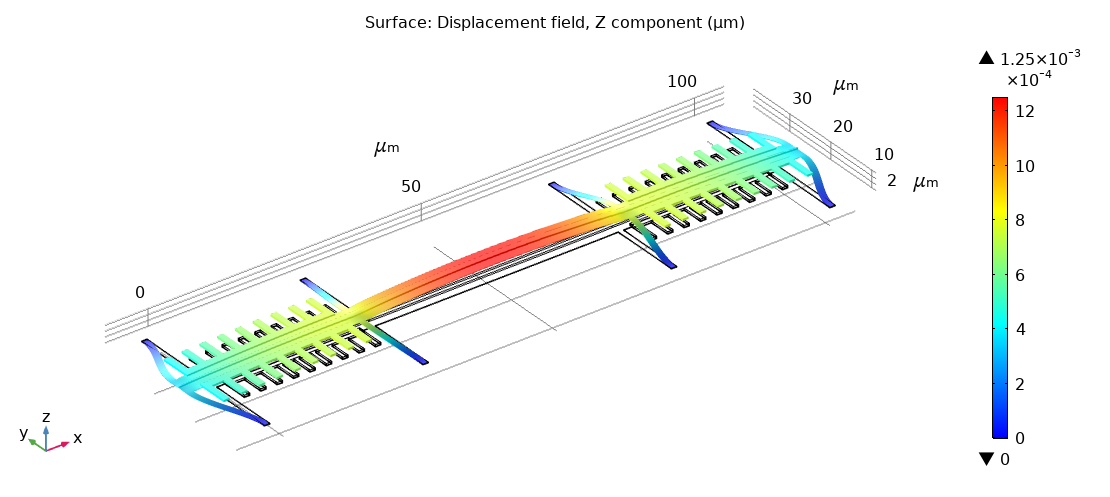 Surface: Displacement field, Z component (μm)
1.25×10⁻³
×10⁻⁴
100
μm
30
12
20
μm
10
10
50
2
μm
8
6
0
4
2
z
y
x
0
0